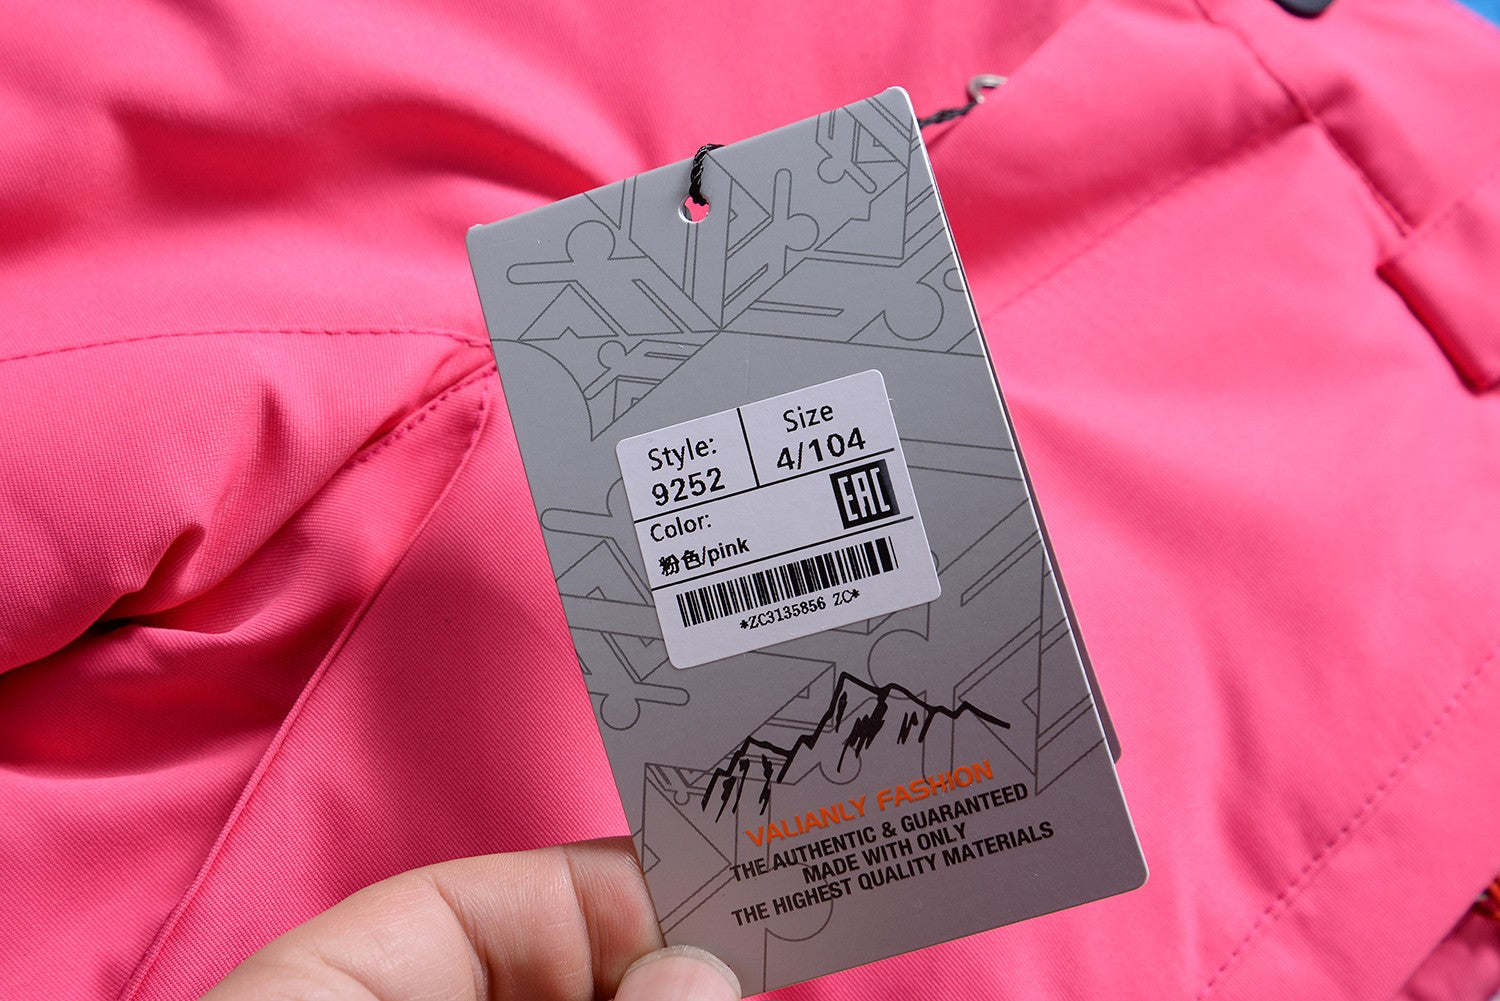 Style:
9252
Size
4/104
EAC
Color:
粉色/pink
*ZC3135856 ZC*
VALIANLY FASHION
THE AUTHENTIC & GUARANTEED
MADE WITH ONLY
THE HIGHEST QUALITY MATERIALS